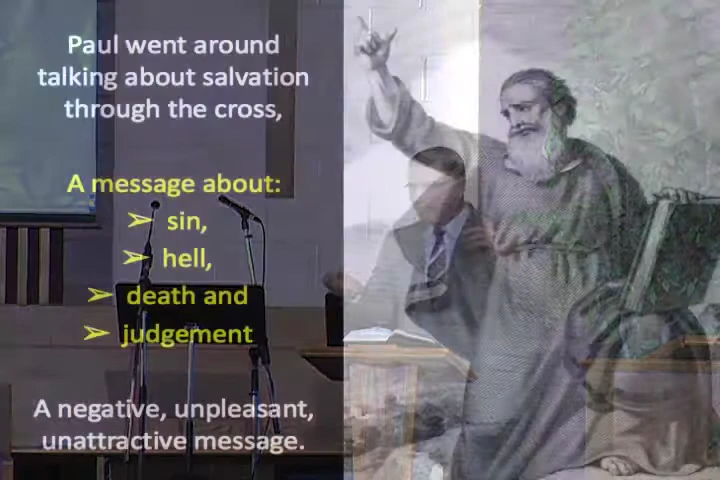 Paul went around
talking about salvation
through the cross,
A message about:
➢ sin,
➢ hell,
➢ death and
➢ judgement
A negative, unpleasant,
unattractive message.